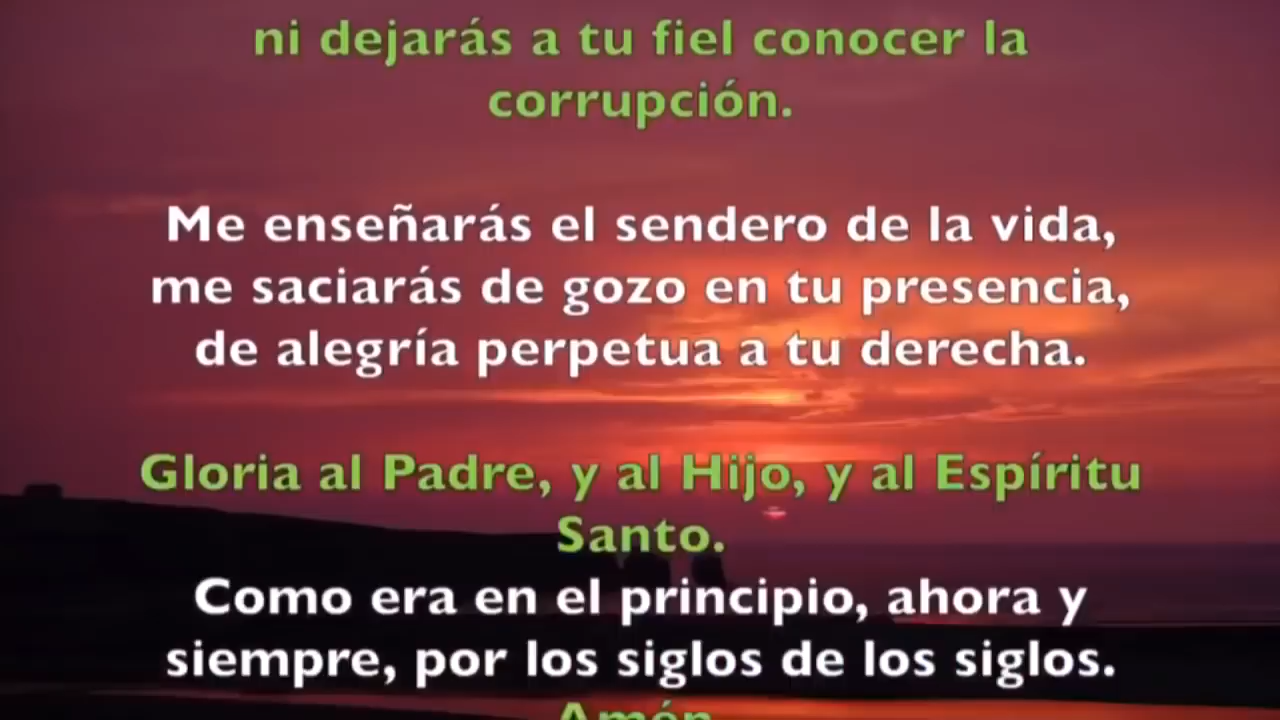 ni dejarás a tu fiel conocer la
corrupción.
Me enseñarás el sendero de la vida,
me saciarás de gozo en tu presencia,
de alegría perpetua a tu derecha.
Gloria al Padre, y al Hijo, y al Espíritu
Santo.
Como era en el principio, ahora y
siempre, por los siglos de los siglos.
Amén